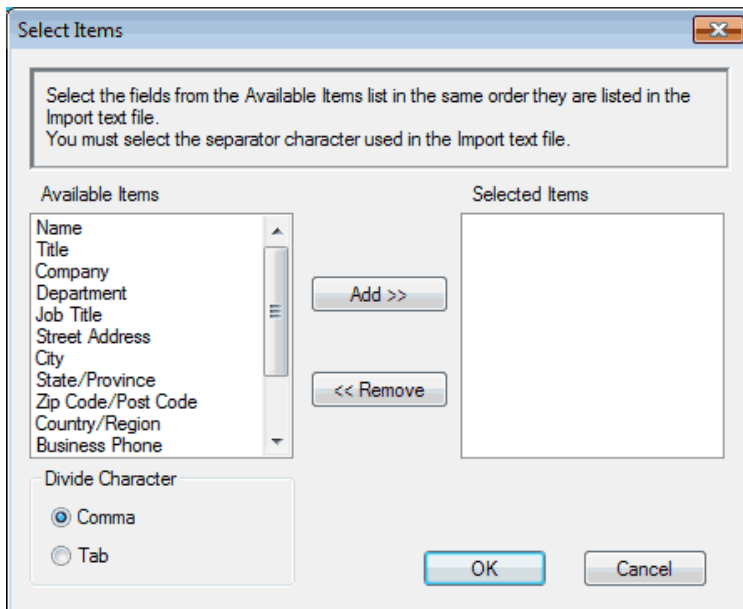 Select Items
Select the fields from the Available Items list in the same order they are listed in the
Import text file.
You must select the separator character used in the Import text file.
Available Items
Selected Items
Name
Title
Company
Department
Job Title
Street Address
City
State/Province
Zip Code/Post Code
Country/Region
Business Phone
Add >>
<< Remove
Divide Character
Comma
Tab
OK
Cancel